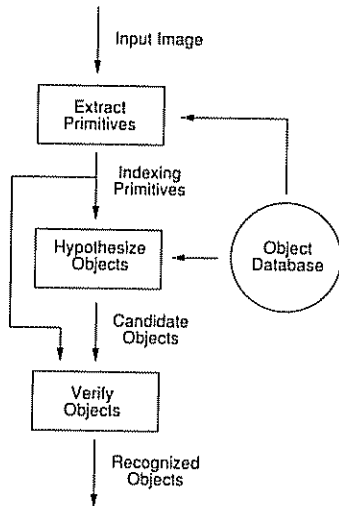 Input Image
Extract
Primitives
Indexing
Primitives
Hypothesize
Objects
Object
Database
Candidate
Objects
Verify
Objects
Recognized
Objects